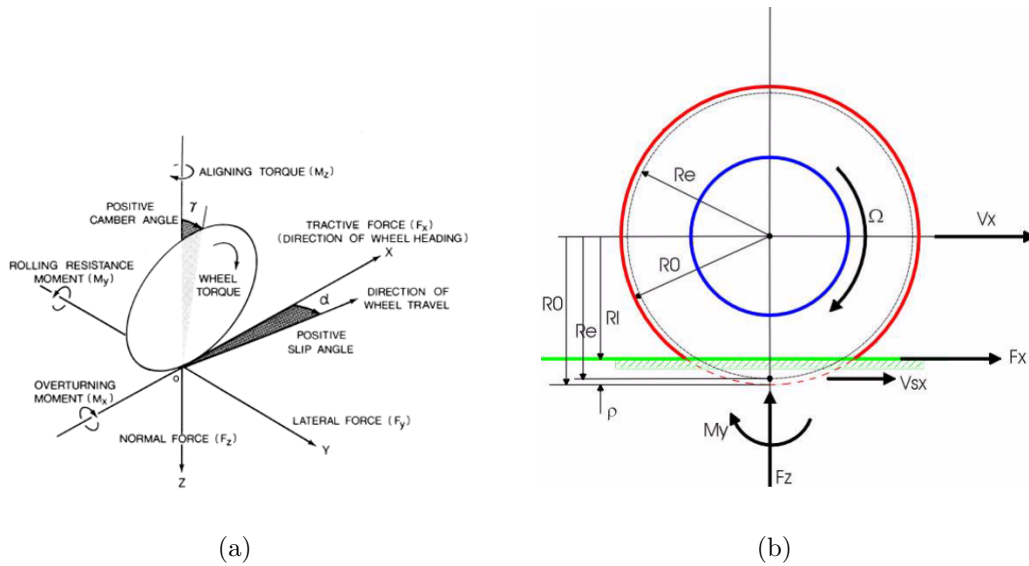 ALIGNING TORQUE (Mz)
POSITIVE
CAMBER ANGLE
γ
TRACTIVE FORCE (Fx)
(DIRECTION OF WHEEL HEADING)
X
ROLLING RESISTANCE
MOMENT (My)
WHEEL
TORQUE
α
DIRECTION OF
WHEEL TRAVEL
POSITIVE
SLIP ANGLE
O
OVERTURNING
MOMENT (Mx)
LATERAL FORCE (Fy)
NORMAL FORCE (Fz)
Y
Z
(a)
Re
Ω
Vx
R0
R0
Re
Rl
Fx
Vsx
ρ
My
Fz
(b)